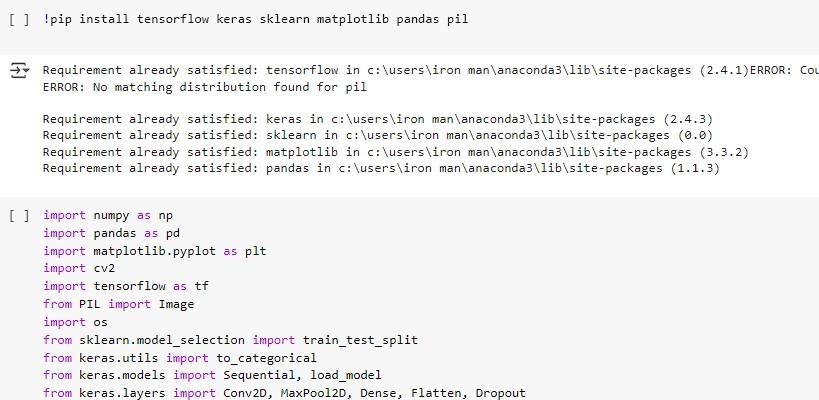 [ ] !pip install tensorflow keras sklearn matplotlib pandas pil
Requirement already satisfied: tensorflow in c:\users\iron man\anaconda3\lib\site-packages (2.4.1)ERROR: Cou
ERROR: No matching distribution found for pil
Requirement already satisfied: keras in c:\users\iron man\anaconda3\lib\site-packages (2.4.3)
Requirement already satisfied: sklearn in c:\users\iron man\anaconda3\lib\site-packages (0.0)
Requirement already satisfied: matplotlib in c:\users\iron man\anaconda3\lib\site-packages (3.3.2)
Requirement already satisfied: pandas in c:\users\iron man\anaconda3\lib\site-packages (1.1.3)
[ ] import numpy as np
import pandas as pd
import matplotlib.pyplot as plt
import cv2
import tensorflow as tf
from PIL import Image
import os
from sklearn.model_selection import train_test_split
from keras.utils import to_categorical
from keras.models import Sequential, load_model
from keras.layers import Conv2D, MaxPool2D, Dense, Flatten, Dropout